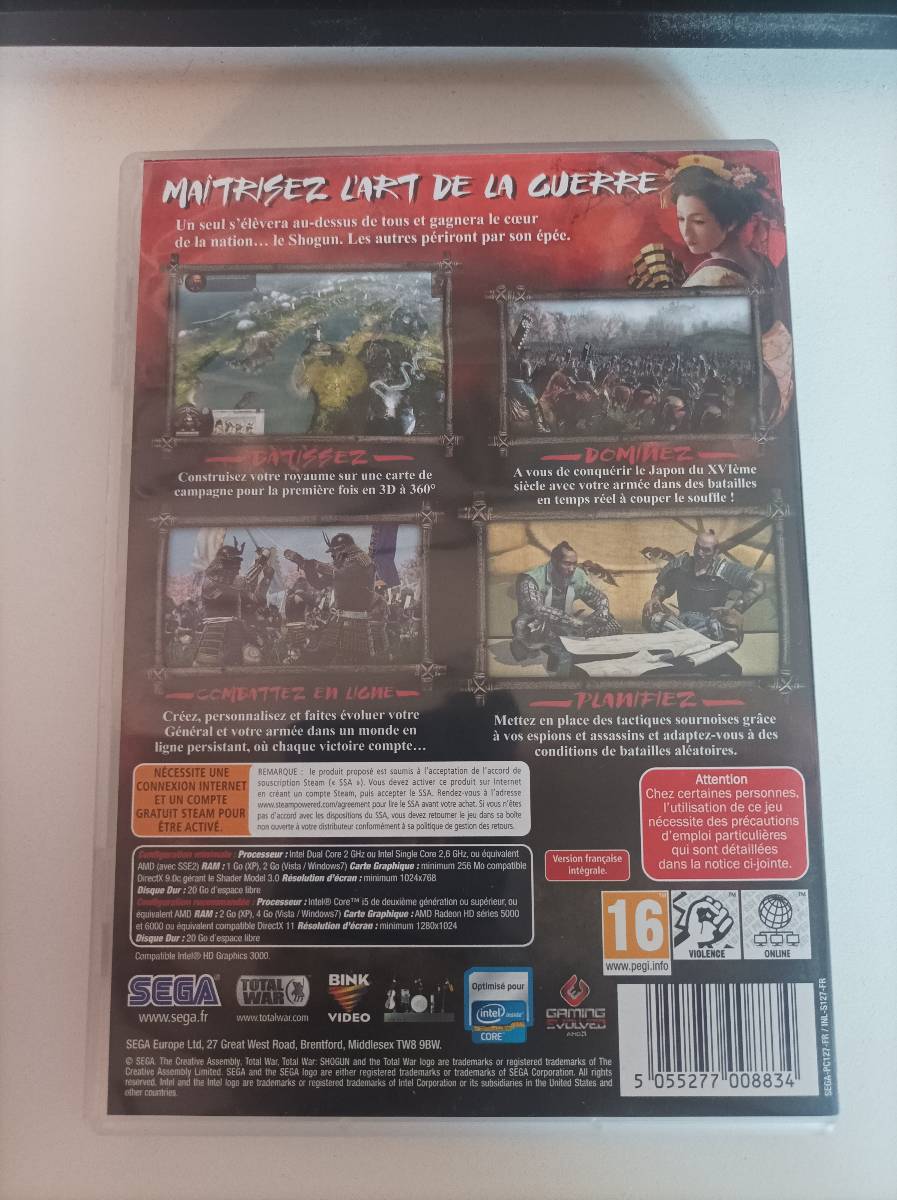 MAÎTRISEZ L'ART DE LA GUERRE
Un seul s'élèvera au-dessus de tous et gagnera le cœur
de la nation... le Shogun. Les autres périront par son épée.
BÂTISSEZ
Construisez votre royaume sur une carte de
campagne pour la première fois en 3D à 360°
DOMINEZ
A vous de conquérir le Japon du XVIème
siècle avec votre armée dans des batailles
en temps réel à couper le souffle !
COMBATTEZ EN LIGNE
Créez, personnalisez et faites évoluer votre
Général et votre armée dans un monde en
ligne persistant, où chaque victoire compte...
PLANIFIEZ
Mettez en place des tactiques sournoises grâce
à vos espions et assassins et adaptez-vous à des
conditions de batailles aléatoires.
NÉCESSITE UNE
CONNEXION INTERNET
ET UN COMPTE
GRATUIT STEAM POUR
ÊTRE ACTIVÉ.
REMARQUE : le produit proposé est soumis à l'acceptation de l'accord de
souscription Steam (« SSA »). Vous devez activer ce produit sur Internet
en créant un compte Steam, puis accepter le SSA. Rendez-vous à l'adresse
www.steampowered.com/agreement pour lire le SSA avant votre achat. Si vous n'êtes
pas d'accord avec les dispositions du SSA, vous devez retourner le jeu dans sa boîte
non ouverte à votre distributeur conformément à sa politique de gestion des retours.
Attention
Chez certaines personnes,
l'utilisation de ce jeu
nécessite des précautions
d'emploi particulières
qui sont détaillées
dans la notice ci-jointe.
Configuration minimale : Processeur : Intel Dual Core 2 GHz ou Intel Single Core 2,6 GHz, ou équivalent
AMD (avec SSE2) RAM : 1 Go (XP), 2 Go (Vista / Windows7) Carte Graphique : minimum 256 Mo compatible
DirectX 9.0c gérant le Shader Model 3.0 Résolution d'écran : minimum 1024x768
Disque Dur : 20 Go d'espace libre
Configuration recommandée : Processeur : Intel® Core™ i5 de deuxième génération ou supérieur, ou
équivalent AMD RAM : 2 Go (XP), 4 Go (Vista / Windows7) Carte Graphique : AMD Radeon HD séries 5000
et 6000 ou équivalent compatible DirectX 11 Résolution d'écran : minimum 1280x1024
Disque Dur : 20 Go d'espace libre
Compatible Intel® HD Graphics 3000.
Version française
intégrale.
16
www.pegi.info
VIOLENCE
ONLINE
SEGA
www.sega.fr
TOTAL
WAR
www.totalwar.com
BINK
VIDEO
Optimisé pour
intel inside
CORE
GAMING
EVOLVED
AMD
SEGA Europe Ltd, 27 Great West Road, Brentford, Middlesex TW8 9BW.
© SEGA. The Creative Assembly, Total War, Total War: SHOGUN and the Total War logo are trademarks or registered trademarks of The
Creative Assembly Limited. SEGA and the SEGA logo are either registered trademarks or trademarks of SEGA Corporation. All rights
reserved. Intel and the Intel logo are trademarks or registered trademarks of Intel Corporation or its subsidiaries in the United States and
other countries.
5 055277 008834
SEGA-PC127-FR / INL-S127-FR